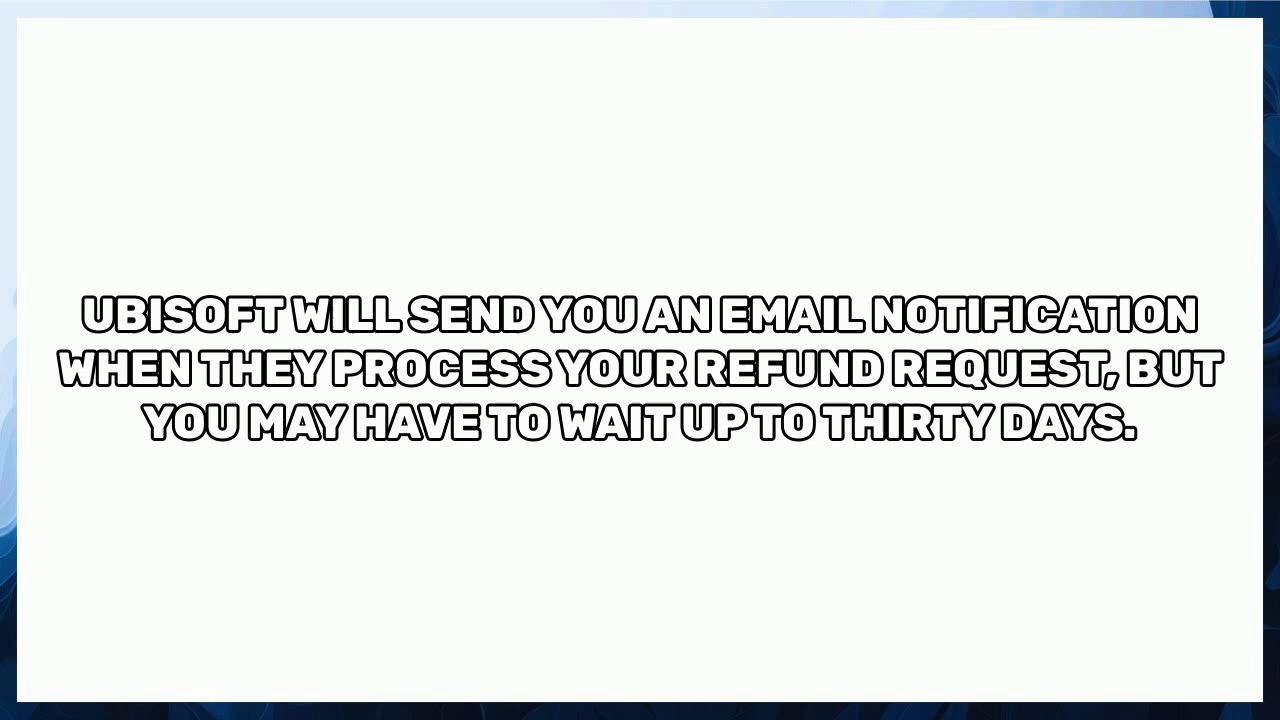 UBISOFT WILL SEND YOU AN EMAIL NOTIFICATION
WHEN THEY PROCESS YOUR REFUND REQUEST, BUT
YOU MAY HAVE TO WAIT UP TO THIRTY DAYS.